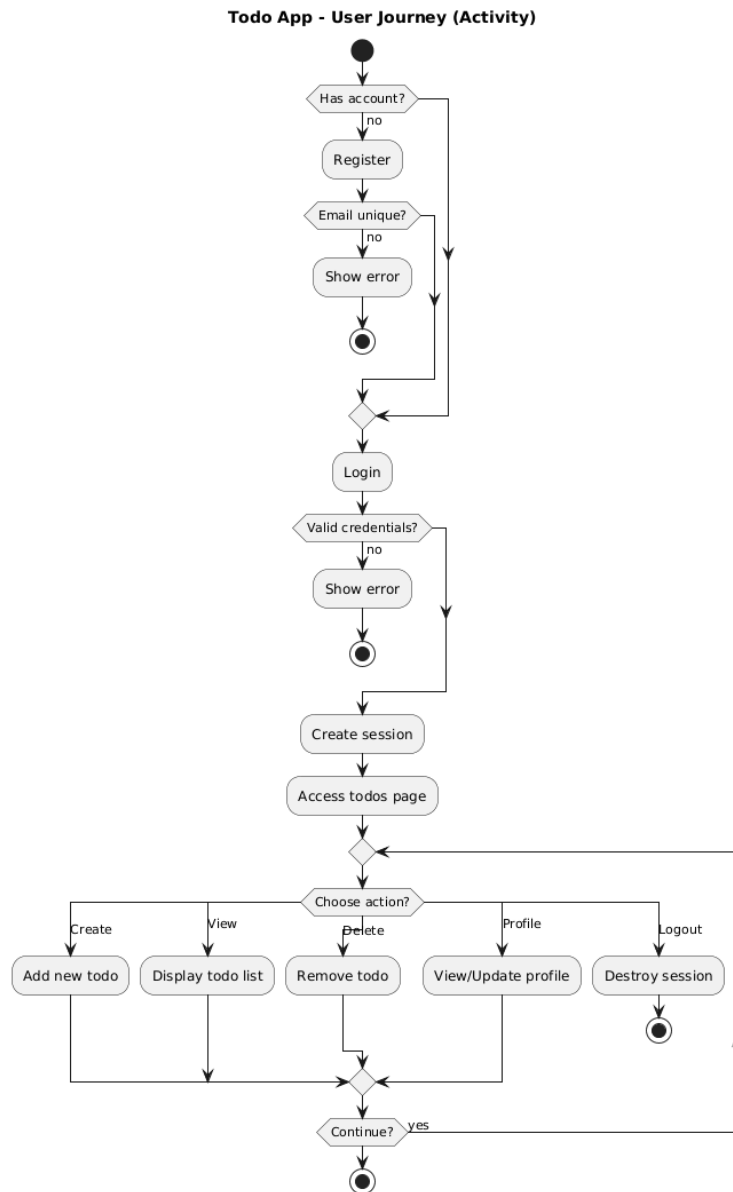 Todo App - User Journey (Activity)
Has account?
no
Register
Email unique?
no
Show error
Login
Valid credentials?
no
Show error
Create session
Access todos page
Choose action?
Create
View
Delete
Profile
Logout
Add new todo
Display todo list
Remove todo
View/Update profile
Destroy session
Continue?
yes